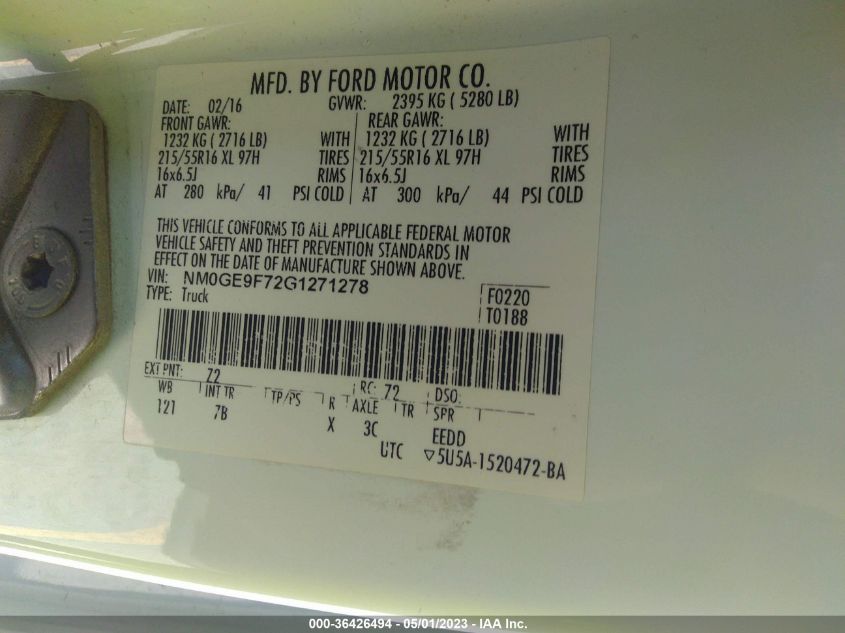 MFD. BY FORD MOTOR CO.
DATE: 02/16 GVWR: 2395 KG ( 5280 LB)
FRONT GAWR: REAR GAWR:
1232 KG ( 2716 LB) WITH 1232 KG ( 2716 LB) WITH
215/55R16 XL 97H TIRES 215/55R16 XL 97H TIRES
16x6.5J RIMS 16x6.5J RIMS
AT 280 kPa/ 41 PSI COLD AT 300 kPa/ 44 PSI COLD
THIS VEHICLE CONFORMS TO ALL APPLICABLE FEDERAL MOTOR
VEHICLE SAFETY AND THEFT PREVENTION STANDARDS IN
EFFECT ON THE DATE OF MANUFACTURE SHOWN ABOVE.
VIN: NM0GE9F72G1271278 F0220
TYPE: Truck T0188
EXT PNT: Z2 RC: 72 DSO:
WB INT TR TP/PS R AXLE TR SPR
121 7B X 3C EEDD
UTC ▽5U5A-1520472-BA
000-36426494 - 05/01/2023 - IAA Inc.